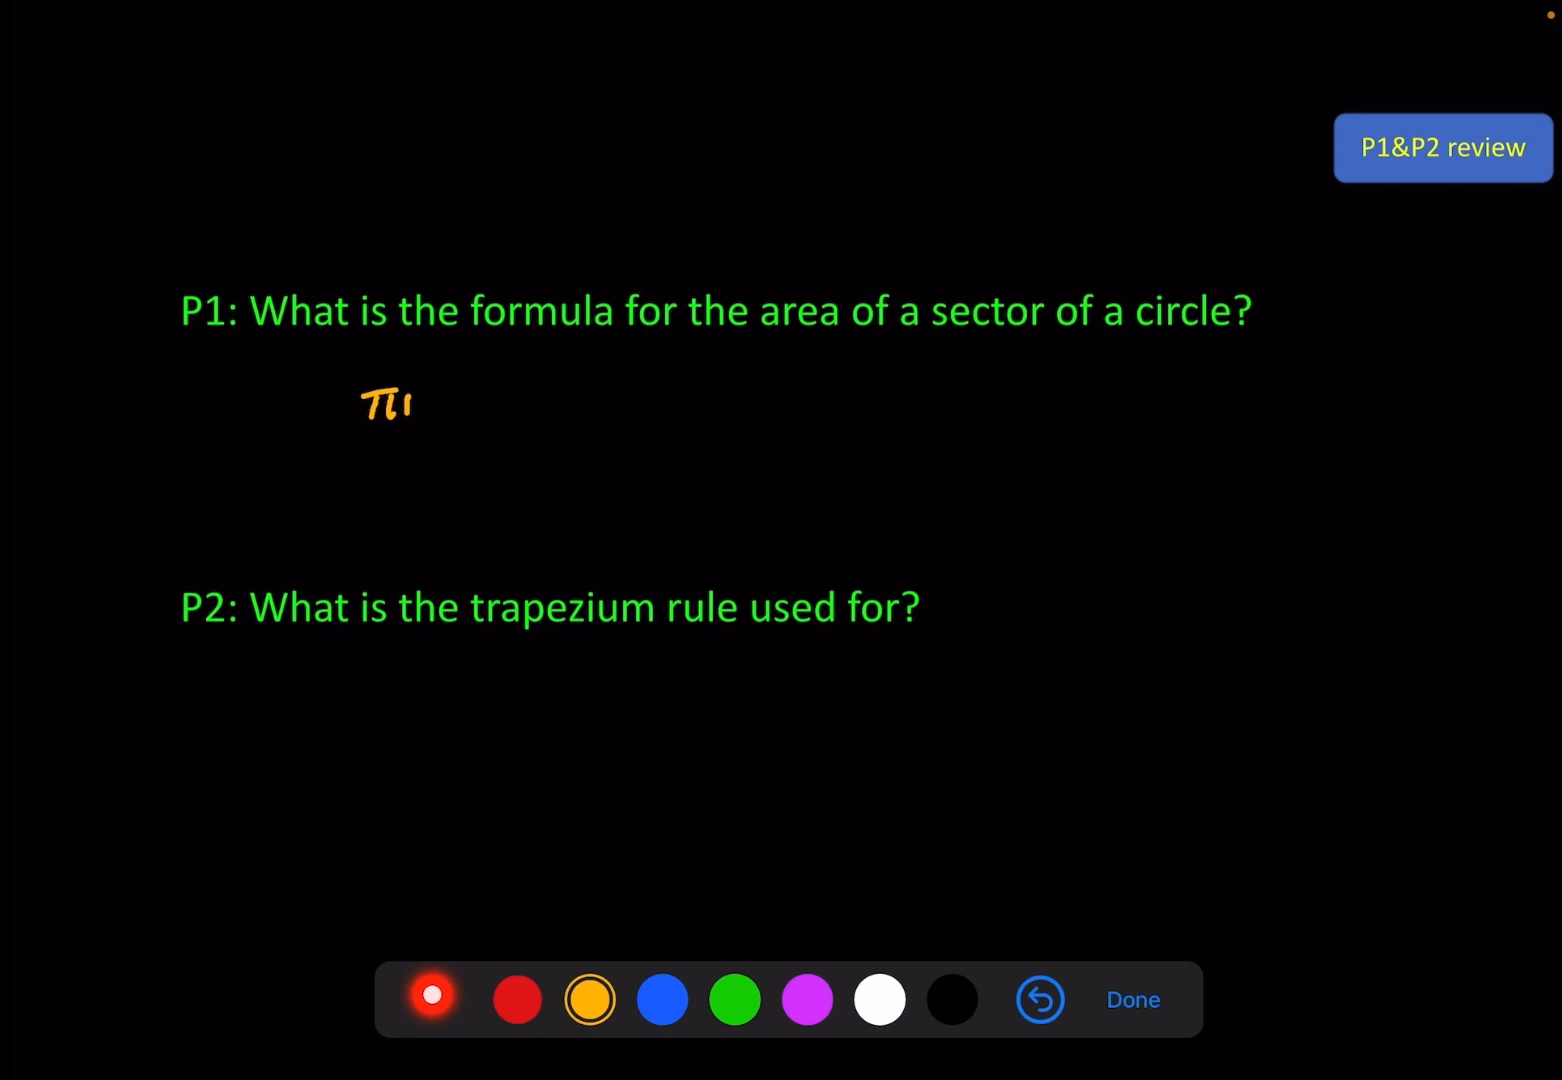 P1&P2 review
P1: What is the formula for the area of a sector of a circle?
π
P2: What is the trapezium rule used for?
Done